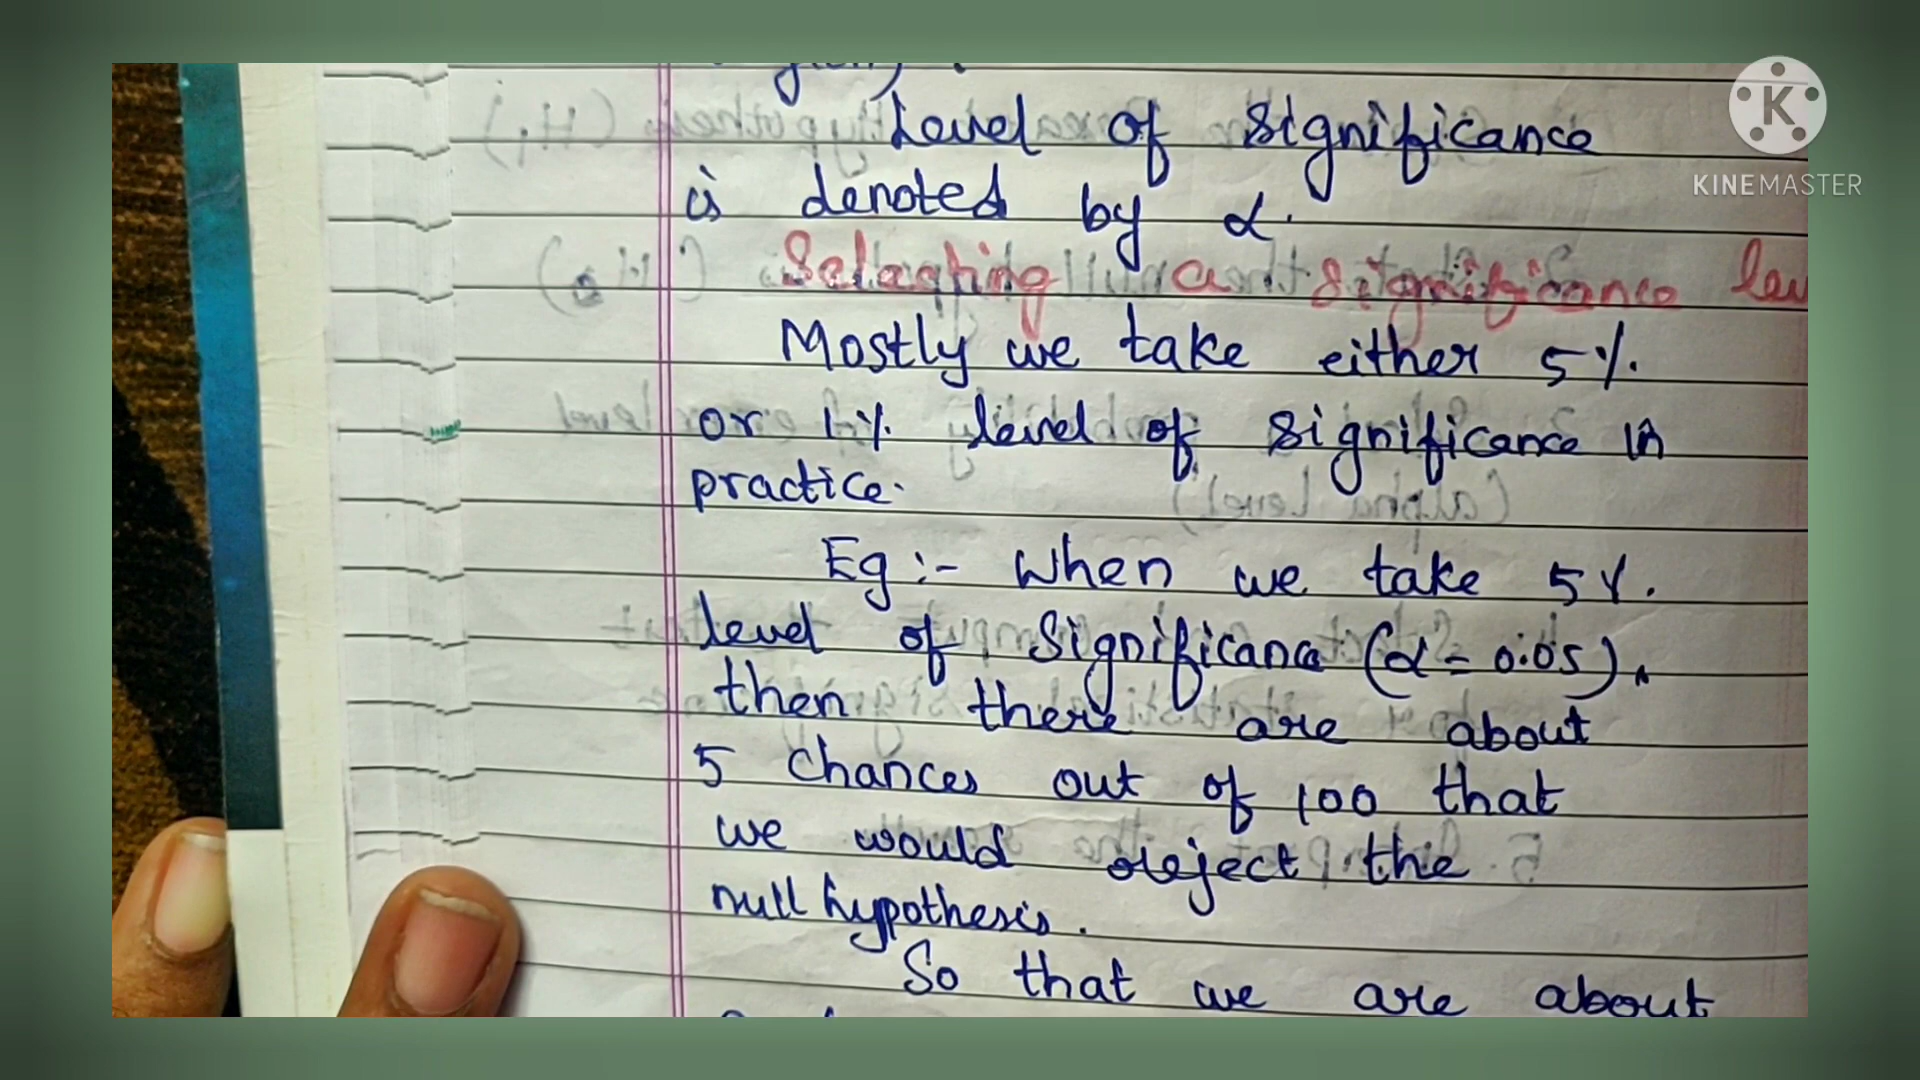 Level of significance
KINEMASTER
is denoted by α.
Selecting a significance lev
Mostly we take either 5%.
or 1% level of significance in
practice.
Eg :- When we take 5%.
level of significance (α = 0.05),
then there are about
5 chances out of 100 that
we would reject the
null hypothesis.
So that we are about